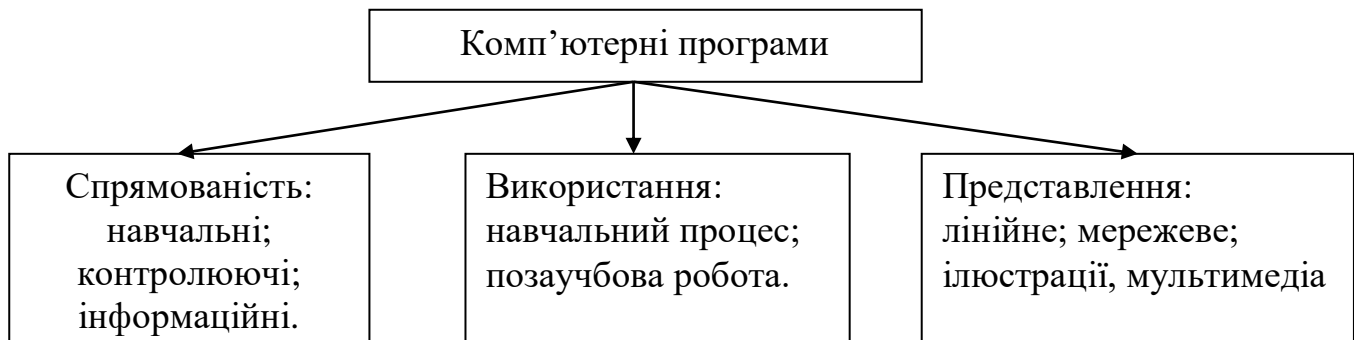 Комп’ютерні програми
Спрямованість:
навчальні;
контролюючі;
інформаційні.
Використання:
навчальний процес;
позаучбова робота.
Представлення:
лінійне; мережеве;
ілюстрації, мультимедіа